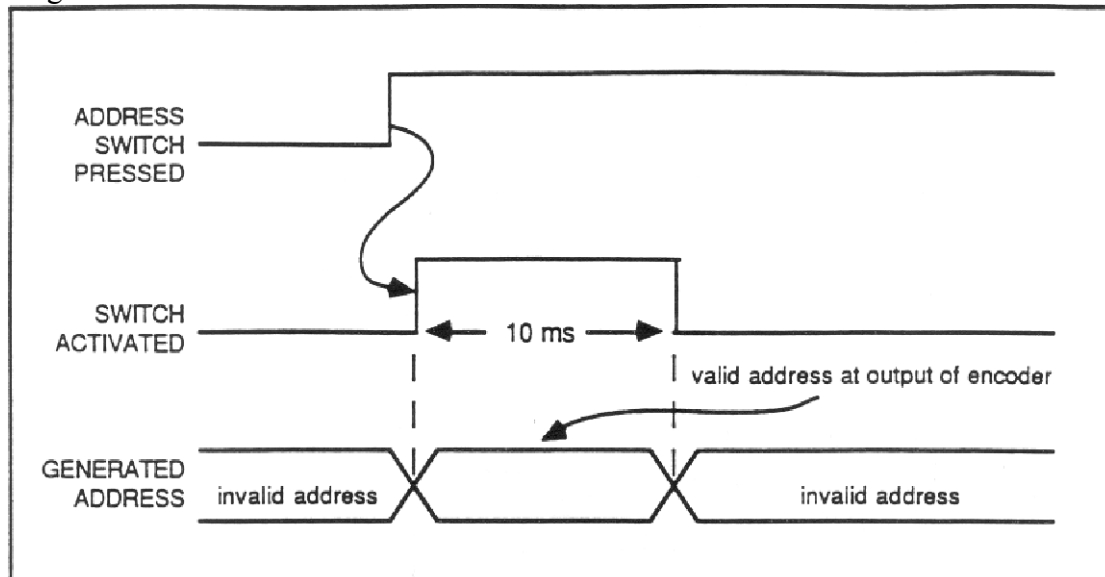 ADDRESS
SWITCH
PRESSED
SWITCH
ACTIVATED
10 ms
valid address at output of encoder
GENERATED
ADDRESS
invalid address
invalid address